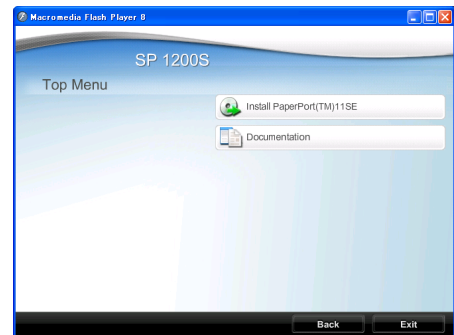 Macromedia Flash Player 8
SP 1200S
Top Menu
Install PaperPort(TM)11SE
Documentation
Back
Exit